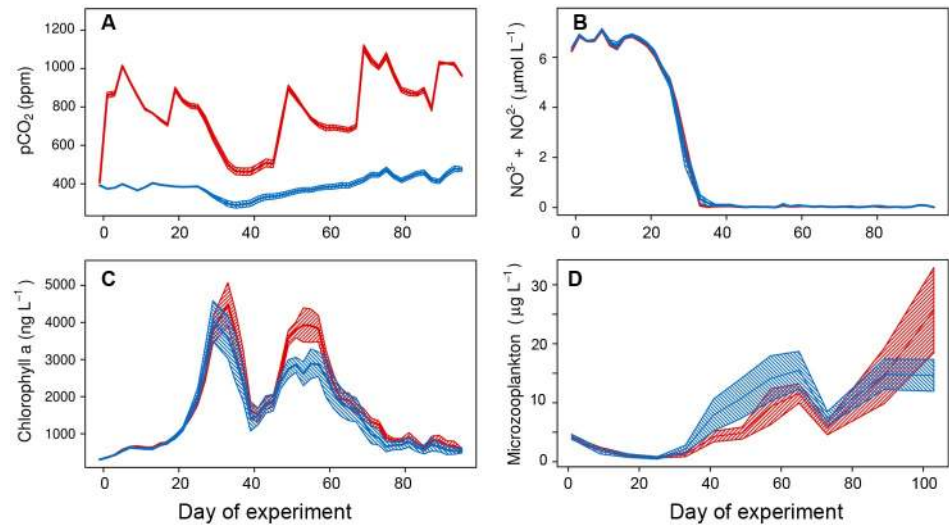 A
pCO₂ (ppm)
1200
1000
800
600
400
0 20 40 60 80
B
NO³⁻ + NO²⁻ (μmol L⁻¹)
6
4
2
0
0 20 40 60 80
C
Chlorophyll a (ng L⁻¹)
5000
4000
3000
2000
1000
0 20 40 60 80
Day of experiment
D
Microzooplankton (μg L⁻¹)
30
20
10
0
0 20 40 60 80 100
Day of experiment